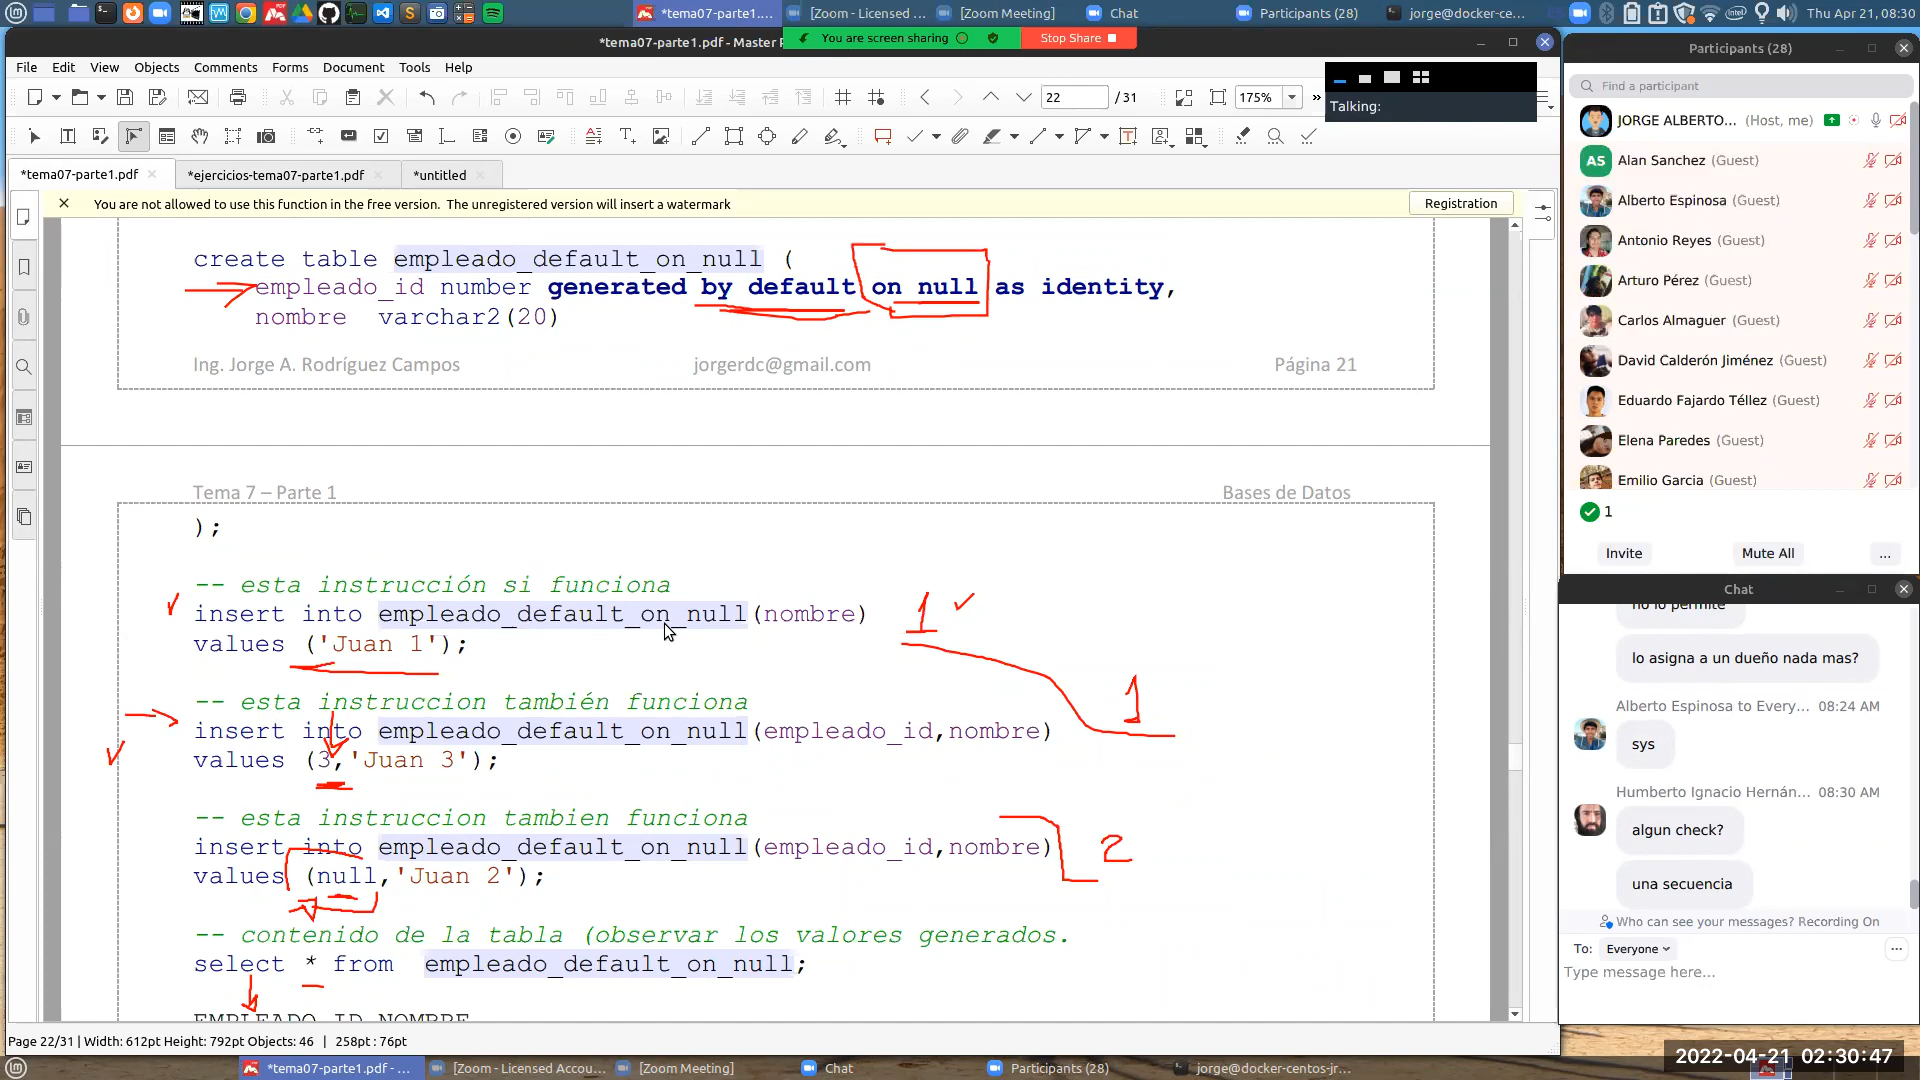 *tema07-parte1....
[Zoom - Licensed ...
[Zoom Meeting]
Chat
Participants (28)
jorge@docker-ce...
Thu Apr 21, 08:30
You are screen sharing
Stop Share
*tema07-parte1.pdf - Master P
File Edit View Objects Comments Forms Document Tools Help
22 / 31
175%
Talking:
*tema07-parte1.pdf
*ejercicios-tema07-parte1.pdf
*untitled
You are not allowed to use this function in the free version. The unregistered version will insert a watermark
Registration
create table empleado_default_on_null (
empleado_id number generated by default on null as identity,
nombre varchar2(20)
Ing. Jorge A. Rodríguez Campos jorgerdc@gmail.com Página 21
Tema 7 – Parte 1 Bases de Datos
);
-- esta instrucción si funciona
insert into empleado_default_on_null(nombre)
values ('Juan 1');
1
1
-- esta instruccion también funciona
insert into empleado_default_on_null(empleado_id,nombre)
values (3,'Juan 3');
-- esta instruccion tambien funciona
insert into empleado_default_on_null(empleado_id,nombre)
values (null,'Juan 2');
2
-- contenido de la tabla (observar los valores generados.
select * from empleado_default_on_null;
EMPLEADO_ID NOMBRE
Page 22/31 | Width: 612pt Height: 792pt Objects: 46 | 258pt : 76pt
Participants (28)
Find a participant
JORGE ALBERTO... (Host, me)
AS Alan Sanchez (Guest)
Alberto Espinosa (Guest)
Antonio Reyes (Guest)
Arturo Pérez (Guest)
Carlos Almaguer (Guest)
David Calderón Jiménez (Guest)
Eduardo Fajardo Téllez (Guest)
Elena Paredes (Guest)
Emilio Garcia (Guest)
1
Invite Mute All ...
Chat
no lo permite
lo asigna a un dueño nada mas?
Alberto Espinosa to Every... 08:24 AM
sys
Humberto Ignacio Hernán... 08:30 AM
algun check?
una secuencia
Who can see your messages? Recording On
To: Everyone
Type message here...
*tema07-parte1.pdf - ...
[Zoom - Licensed Accou...
[Zoom Meeting]
Chat
Participants (28)
jorge@docker-centos-jr...
2022-04-21 02:30:47